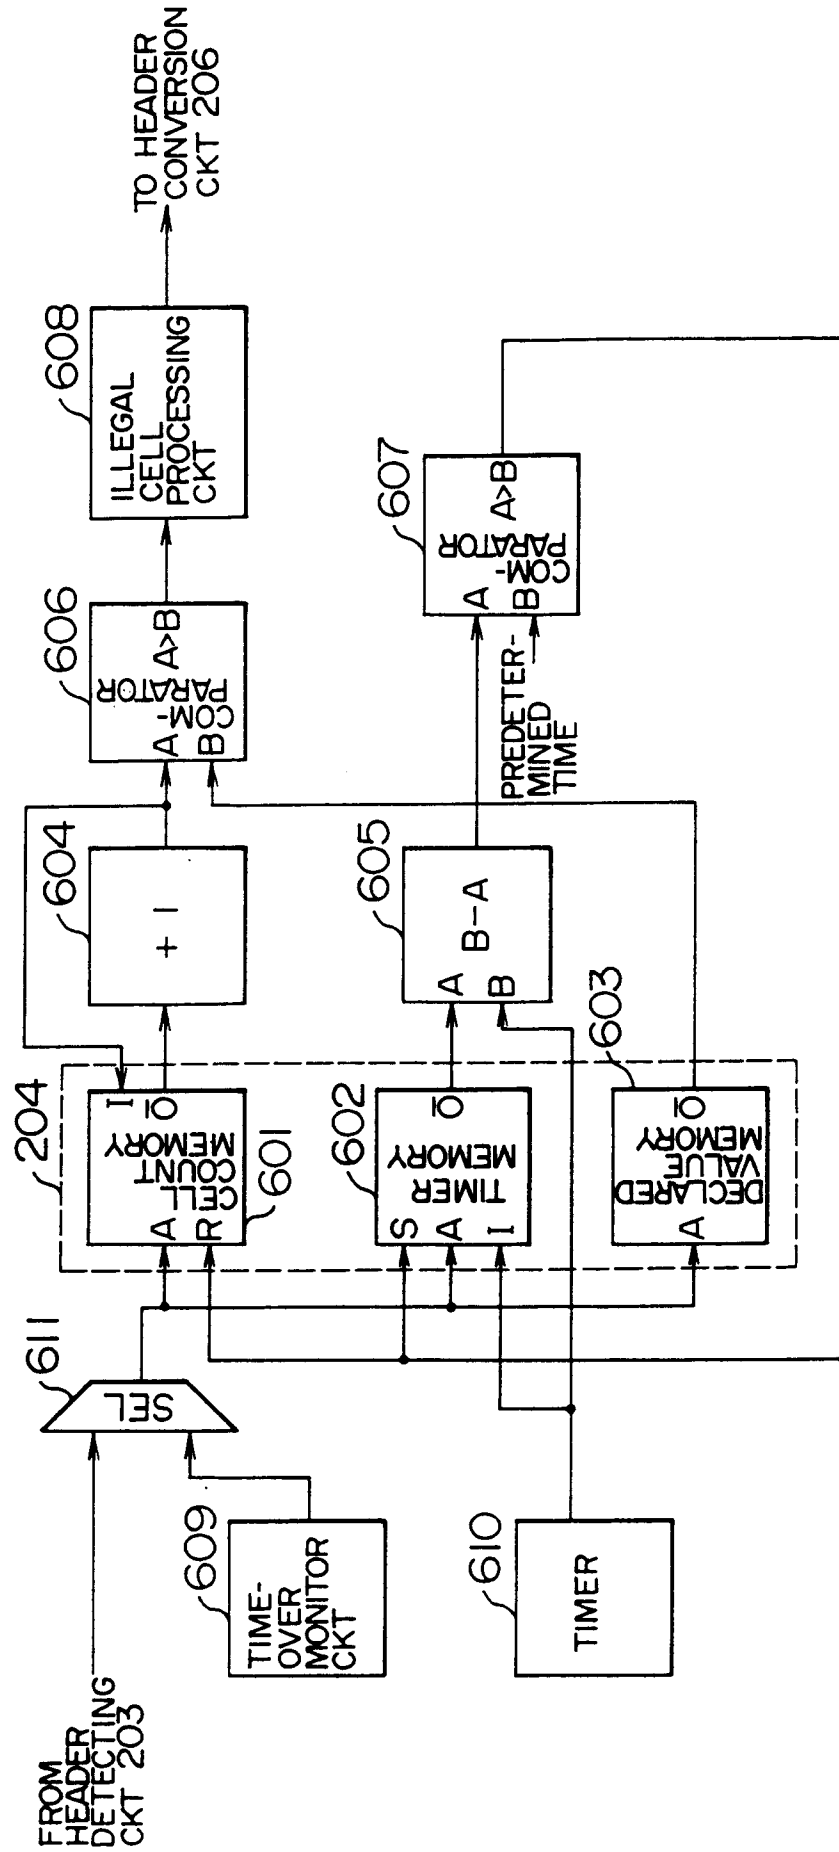 FROM
HEADER
DETECTING
CKT 203
611
SEL
609
TIME-
OVER
MONITOR
CKT
610
TIMER
204
I
A
R
O
CELL
COUNT
MEMORY
601
602
S
A
I
O
TIMER
MEMORY
603
A
O
DECLARED
VALUE
MEMORY
604
+ 1
605
A
B
B-A
606
A
B
A>B
COM-
PARATOR
PREDETER-
MINED
TIME
607
A
B
A>B
COM-
PARATOR
608
ILLEGAL
CELL
PROCESSING
CKT
TO HEADER
CONVERSION
CKT 206